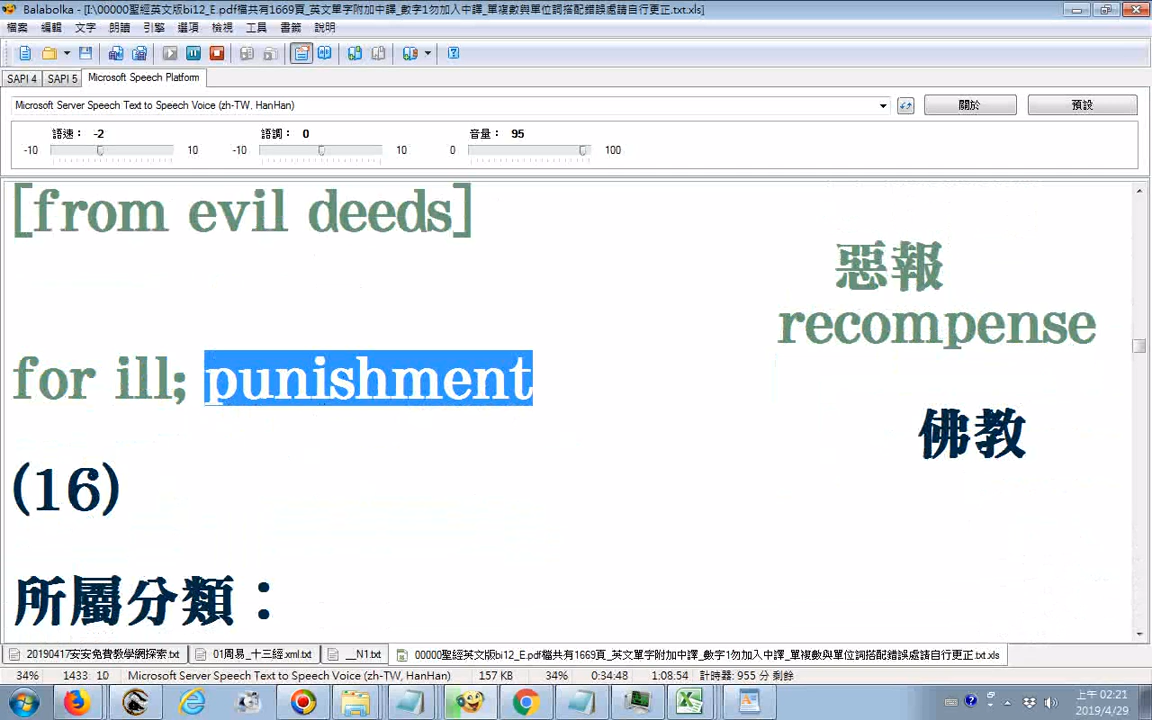 Balabolka - [I:\00000聖經英文版bi12_E.pdf檔共有1669頁_英文單字附加中譯_數字1勿加入中譯_單複數與單位詞搭配錯誤處請自行更正.txt.xls]
檔案 編輯 文字 朗讀 引擎 選項 檢視 工具 書籤 說明
SAPI 4 SAPI 5 Microsoft Speech Platform
Microsoft Server Speech Text to Speech Voice (zh-TW, HanHan) 關於 預設
語速： -2 語調： 0 音量： 95
-10 10 -10 10 0 100
[from evil deeds]
惡報
recompense
for ill; punishment
佛教
(16)
所屬分類：
20190417安安免費教學網探索.txt 01周易_十三經.xml.txt __N1.txt 00000聖經英文版bi12_E.pdf檔共有1669頁_英文單字附加中譯_數字1勿加入中譯_單複數與單位詞搭配錯誤處請自行更正.txt.xls
34% 1433 10 Microsoft Server Speech Text to Speech Voice (zh-TW, HanHan) 157 KB 34% 0:34:48 1:08:54 計時器: 955 分 剩餘
上午 02:21
2019/4/29